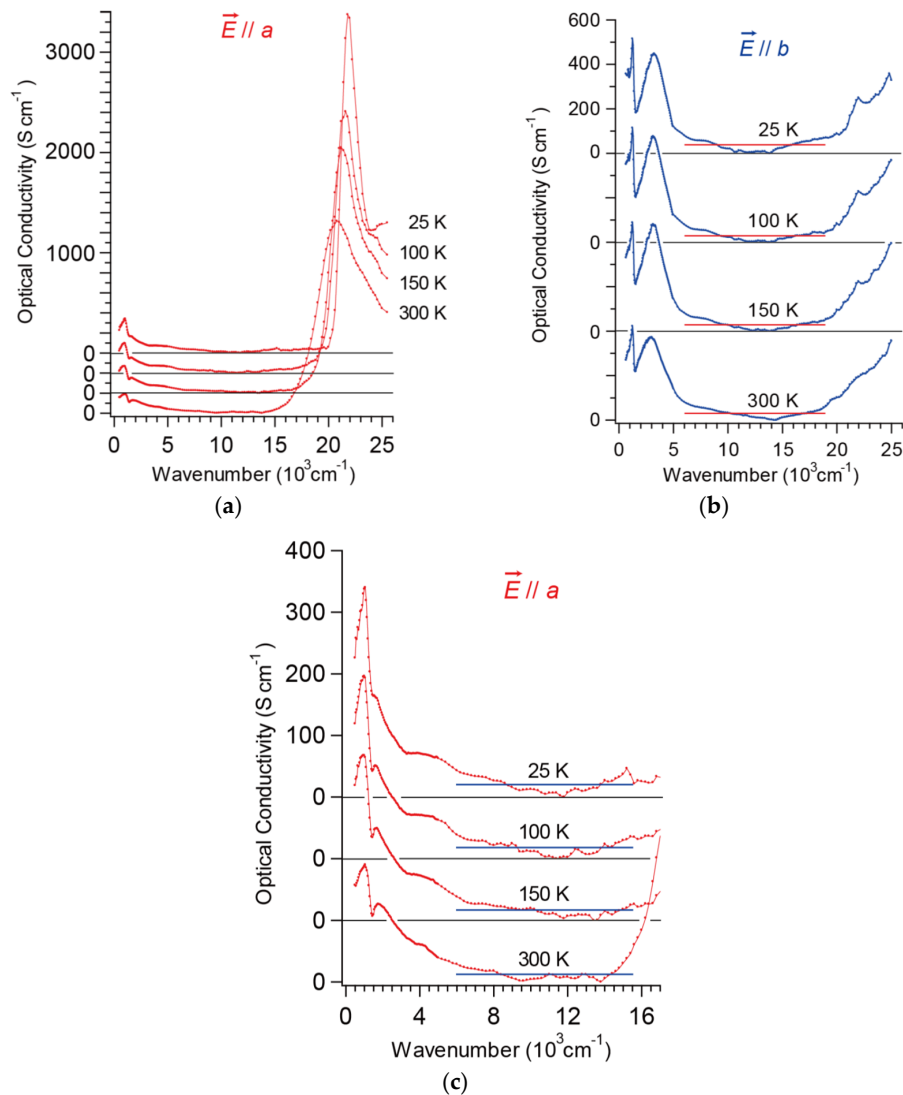 E // a
Optical Conductivity (S cm-1)
3000
2000
1000
0
0
0
0
25 K
100 K
150 K
300 K
0 5 10 15 20 25
Wavenumber (10³cm-1)
(a)
E // b
Optical Conductivity (S cm-1)
600
400
200
0
0
0
0
25 K
100 K
150 K
300 K
0 5 10 15 20 25
Wavenumber (10³cm-1)
(b)
E // a
Optical Conductivity (S cm-1)
400
300
200
100
0
0
0
0
25 K
100 K
150 K
300 K
0 4 8 12 16
Wavenumber (10³cm-1)
(c)